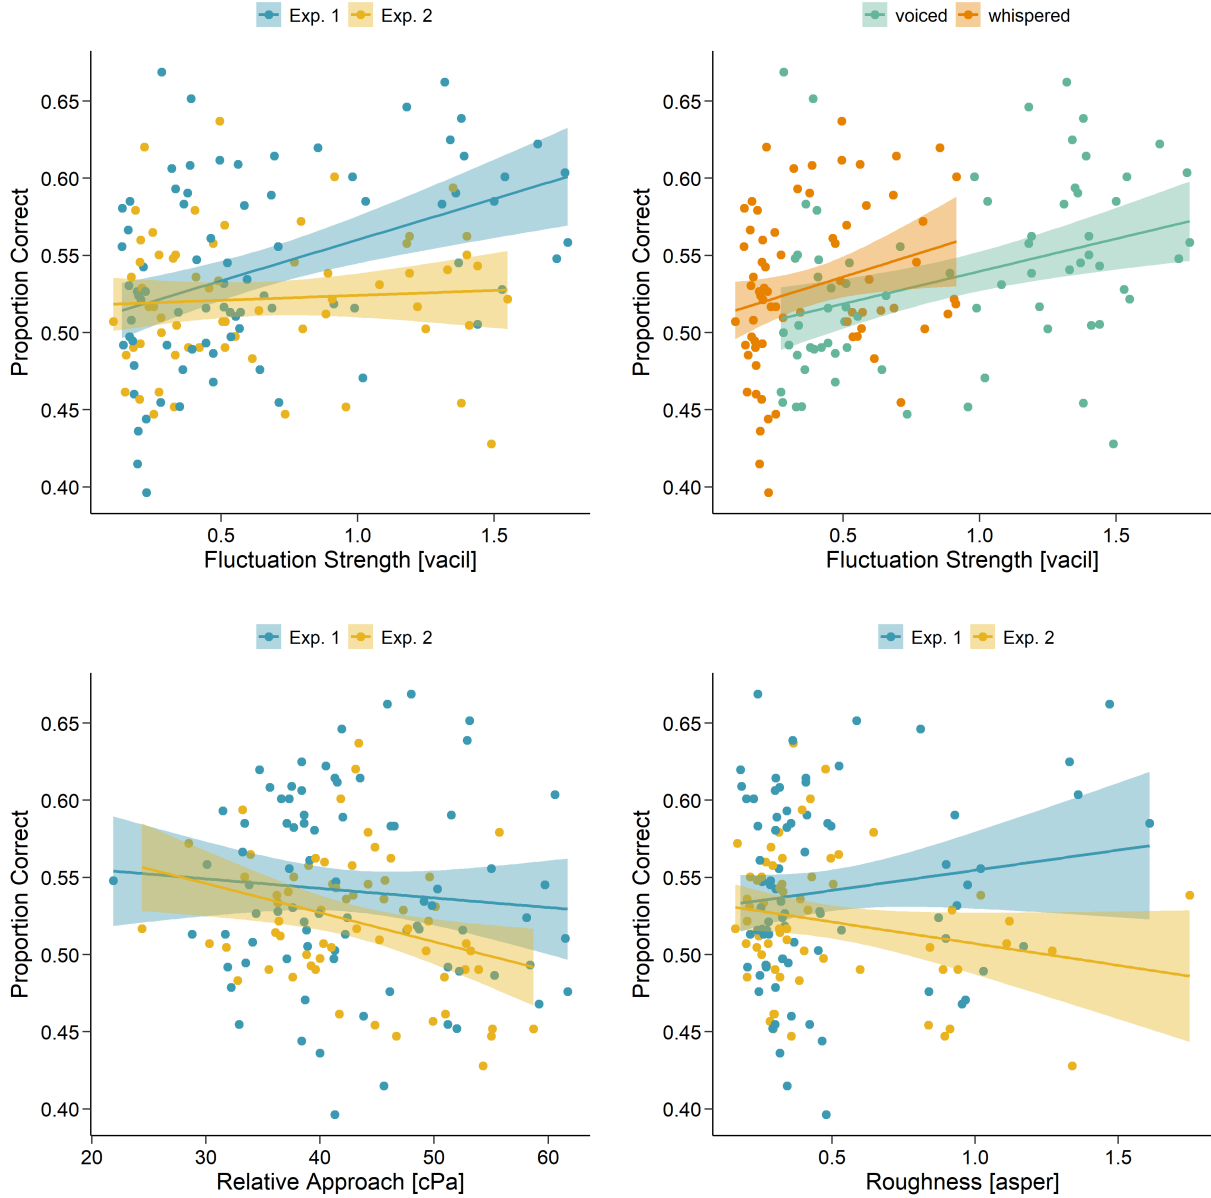 Exp. 1 Exp. 2
voiced whispered
Proportion Correct
0.65
0.60
0.55
0.50
0.45
0.40
0.5 1.0 1.5
Fluctuation Strength [vacil]
Proportion Correct
0.65
0.60
0.55
0.50
0.45
0.40
0.5 1.0 1.5
Fluctuation Strength [vacil]
Exp. 1 Exp. 2
Exp. 1 Exp. 2
Proportion Correct
0.65
0.60
0.55
0.50
0.45
0.40
20 30 40 50 60
Relative Approach [cPa]
Proportion Correct
0.65
0.60
0.55
0.50
0.45
0.40
0.5 1.0 1.5
Roughness [asper]